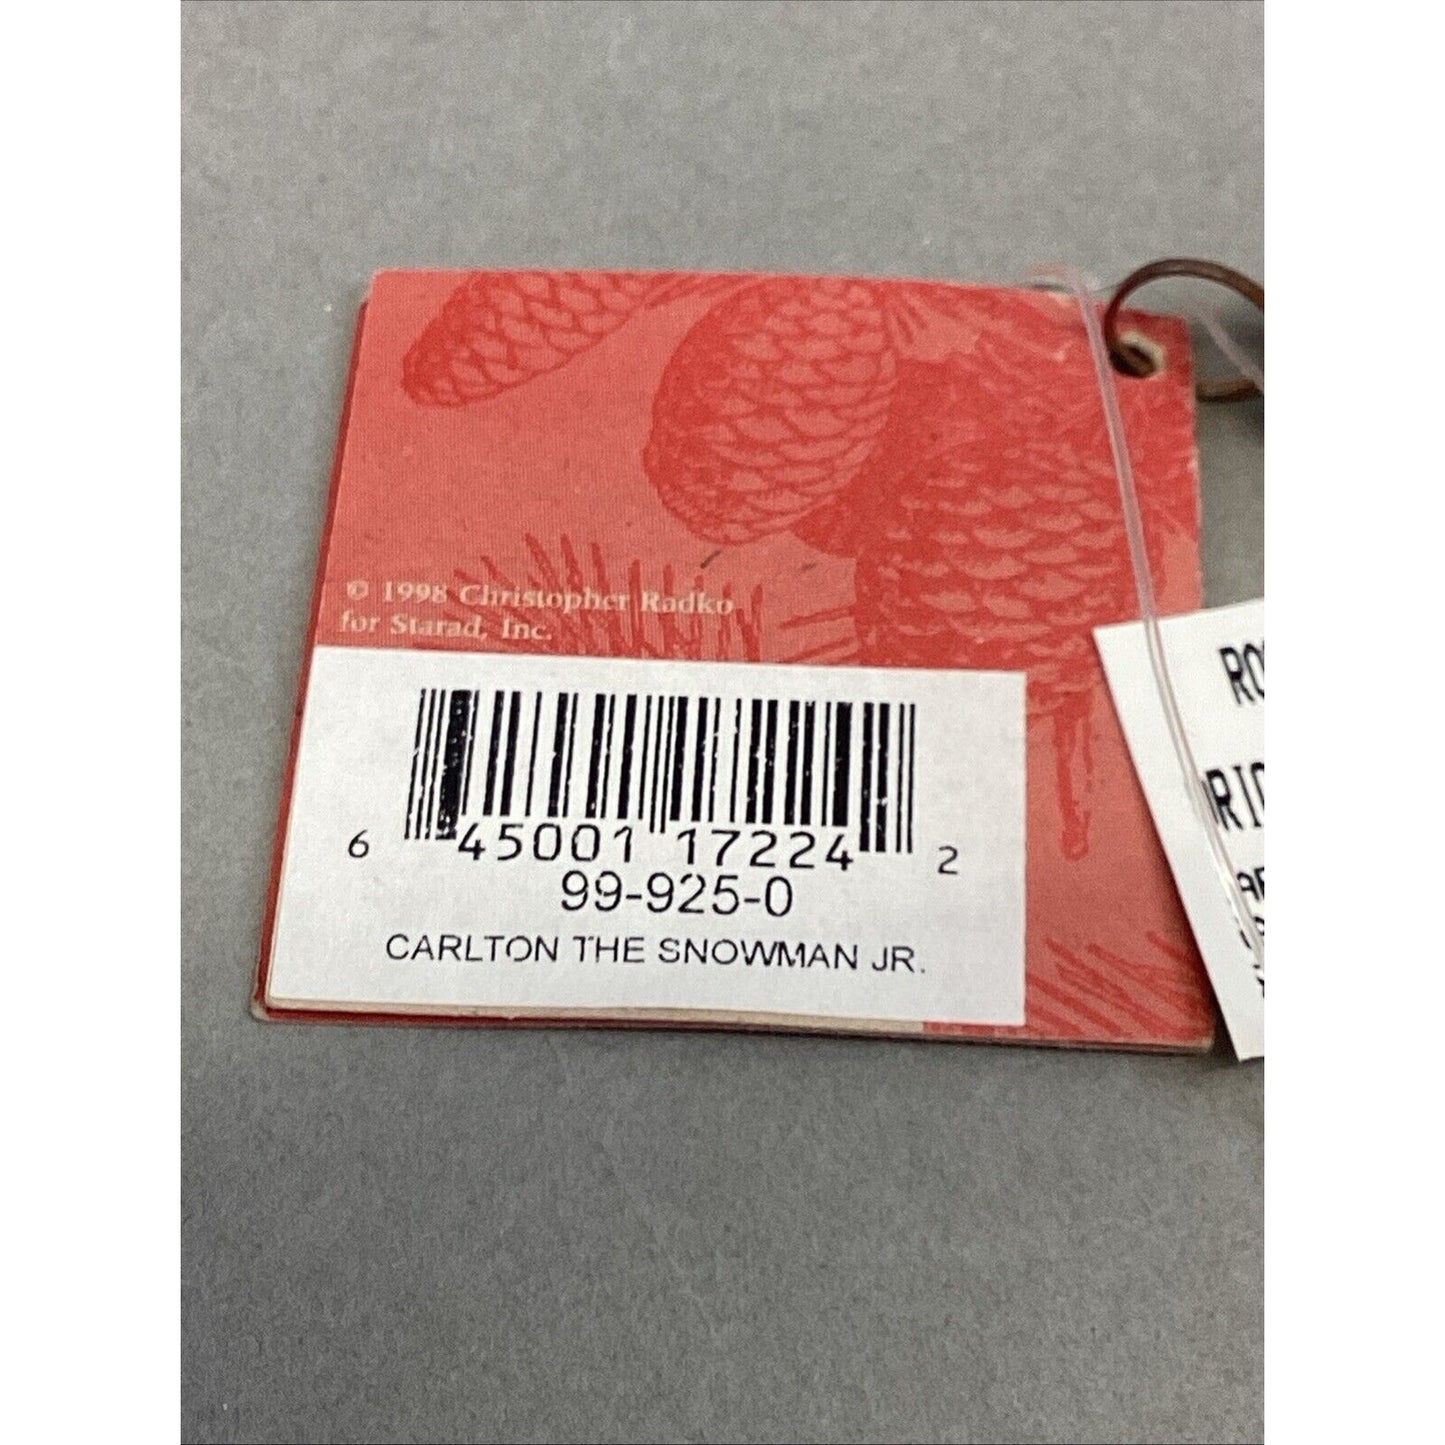 © 1998 Christopher Radko
for Starad, Inc.
6 45001 17224 2
99-925-0
CARLTON THE SNOWMAN JR.